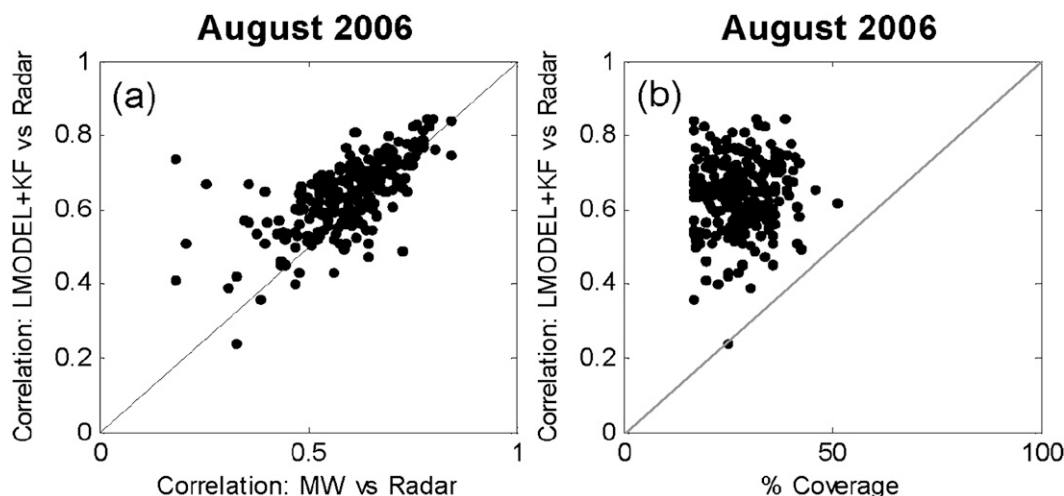 August 2006
(a)
Correlation: LMODEL+KF vs Radar
1
0.8
0.6
0.4
0.2
0
0
0.5
1
Correlation: MW vs Radar
August 2006
(b)
Correlation: LMODEL+KF vs Radar
1
0.8
0.6
0.4
0.2
0
0
50
100
% Coverage